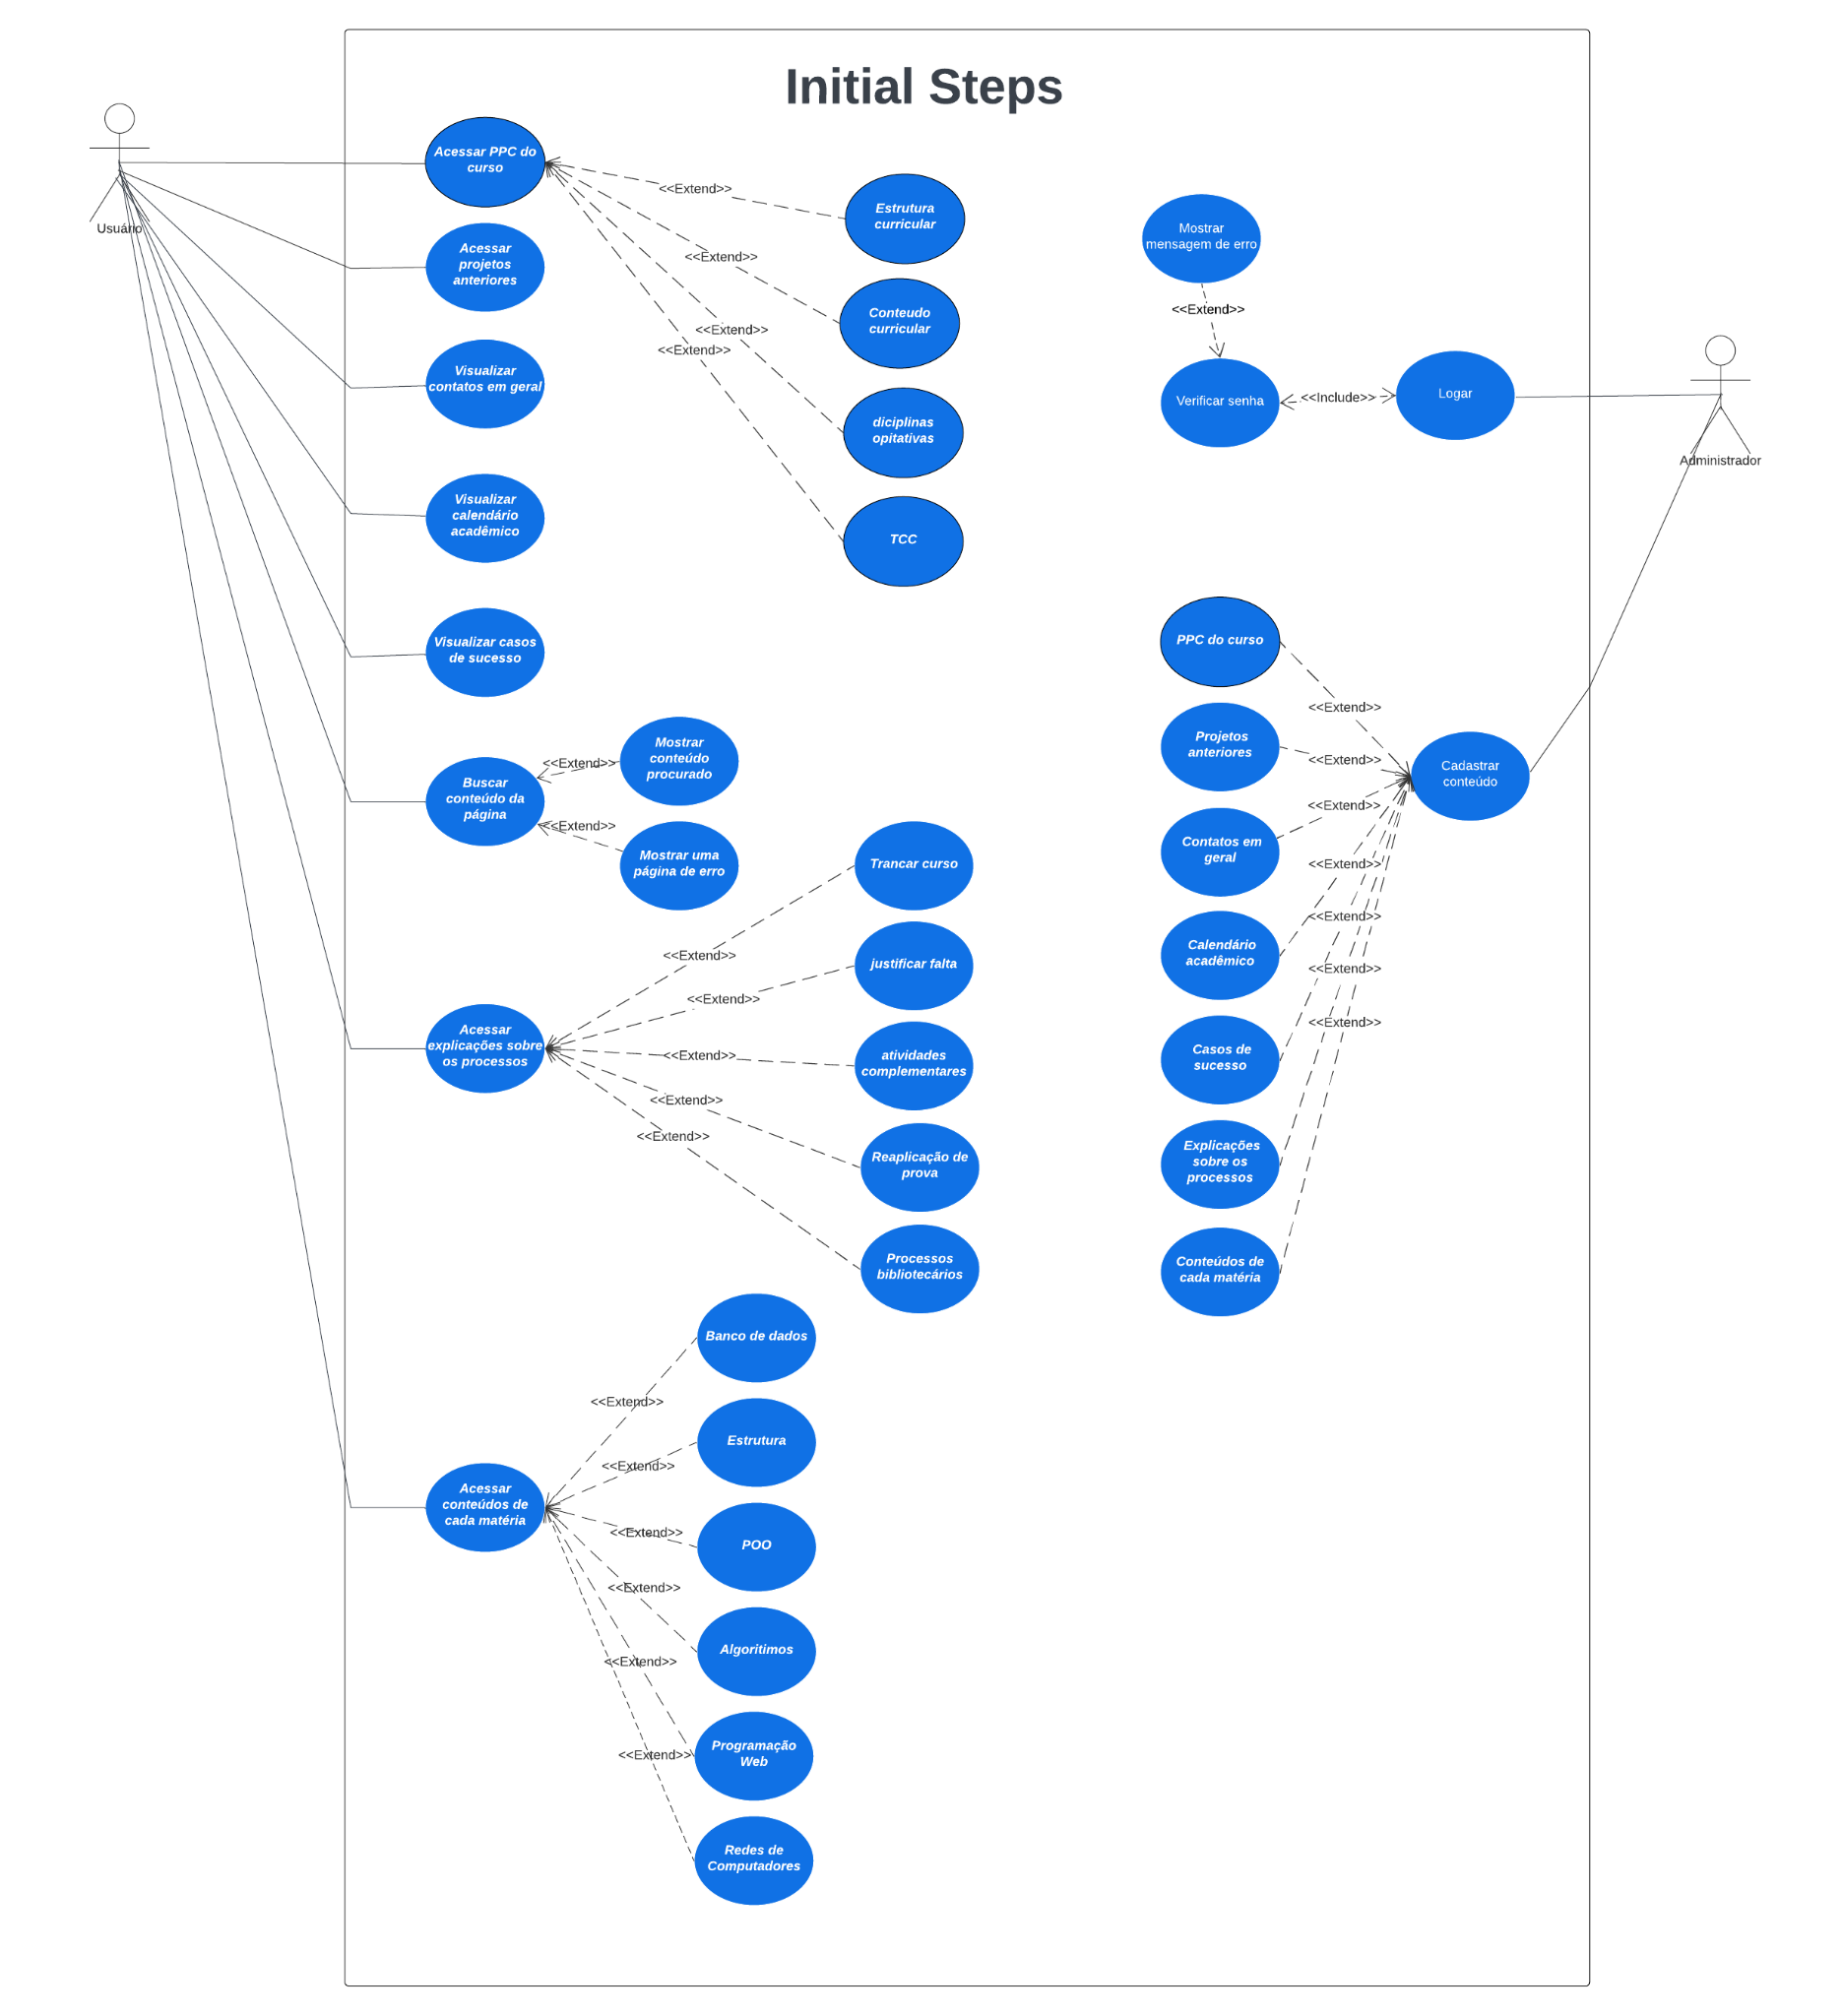 Initial Steps
Usuário
Acessar PPC do
curso
Acessar
projetos
anteriores
Visualizar
contatos em geral
Visualizar
calendário
acadêmico
Visualizar casos
de sucesso
Buscar
conteúdo da
página
Acessar
explicações sobre
os processos
Acessar
conteúdos de
cada matéria
<<Extend>>
<<Extend>>
<<Extend>>
<<Extend>>
Estrutura
curricular
Conteudo
curricular
diciplinas
opitativas
TCC
<<Extend>>
<<Extend>>
Mostrar
conteúdo
procurado
Mostrar uma
página de erro
<<Extend>>
<<Extend>>
<<Extend>>
<<Extend>>
<<Extend>>
Trancar curso
justificar falta
atividades
complementares
Reaplicação de
prova
Processos
bibliotecários
<<Extend>>
<<Extend>>
<<Extend>>
<<Extend>>
<<Extend>>
<<Extend>>
Banco de dados
Estrutura
POO
Algoritimos
Programação
Web
Redes de
Computadores
Mostrar
mensagem de erro
<<Extend>>
Verificar senha
<<Include>>
Logar
Administrador
PPC do curso
Projetos
anteriores
Contatos em
geral
Calendário
acadêmico
Casos de
sucesso
Explicações
sobre os
processos
Conteúdos de
cada matéria
<<Extend>>
<<Extend>>
<<Extend>>
<<Extend>>
<<Extend>>
<<Extend>>
<<Extend>>
Cadastrar
conteúdo